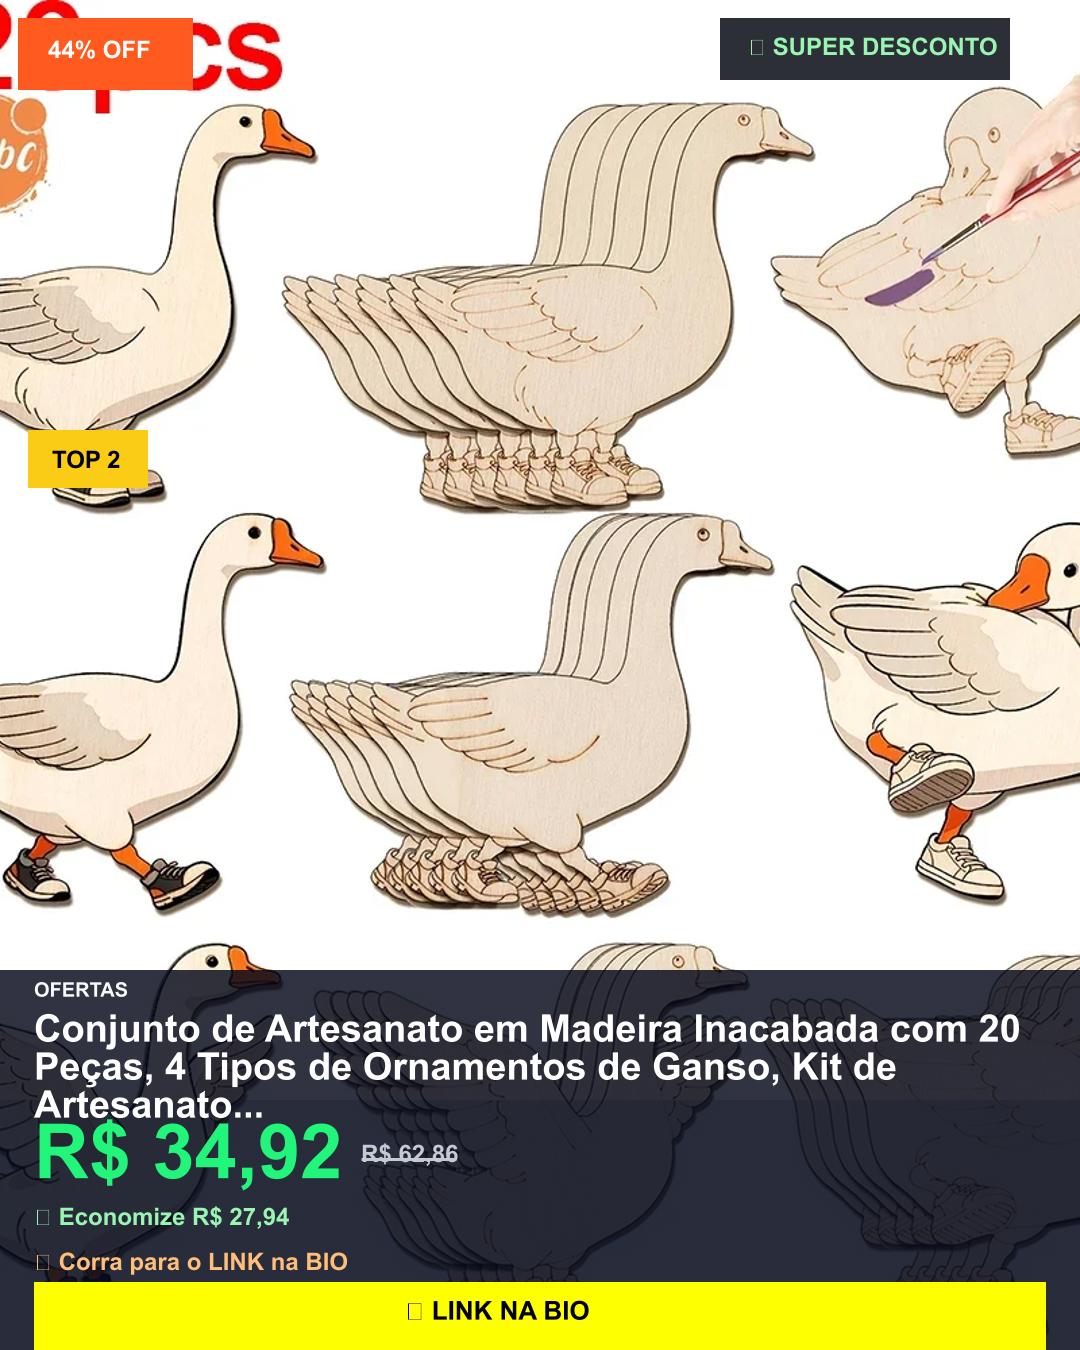 44% OFF
SUPER DESCONTO
TOP 2
OFERTAS
Conjunto de Artesanato em Madeira Inacabada com 20
Peças, 4 Tipos de Ornamentos de Ganso, Kit de
Artesanato...
R$ 34,92 R$ 62,86
Economize R$ 27,94
Corra para o LINK na BIO
LINK NA BIO